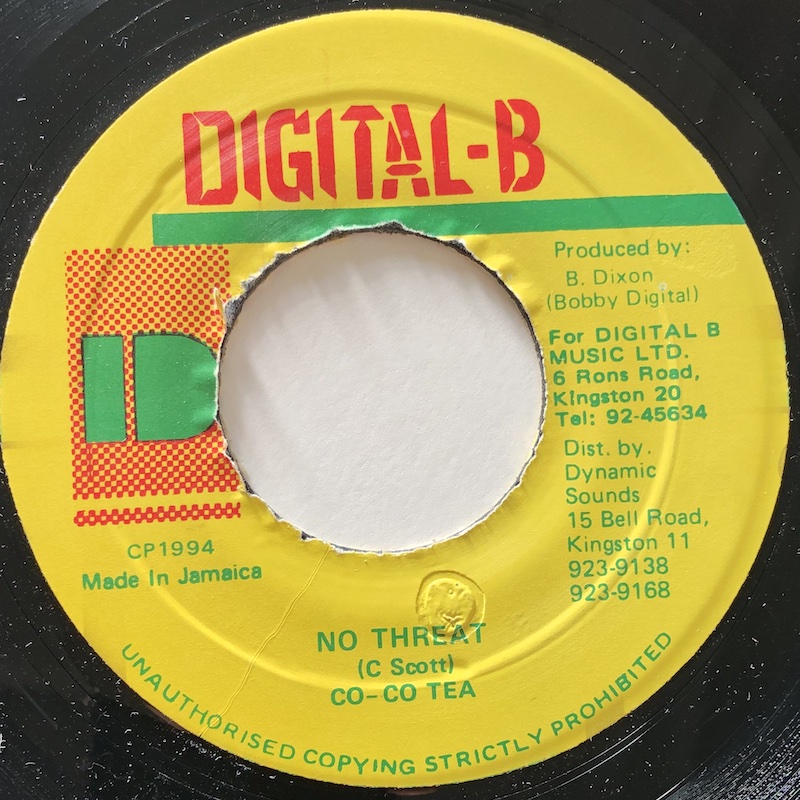 DIGITAL-B
Produced by:
B. Dixon
(Bobby Digital)
For DIGITAL B
MUSIC LTD.
6 Rons Road,
Kingston 20
Tel: 92-45634
Dist. by.
Dynamic
Sounds
15 Bell Road,
Kingston 11
923-9138
923-9168
D
CP1994
Made In Jamaica
NO THREAT
(C Scott)
CO-CO TEA
UNAUTHORISED COPYING STRICTLY PROHIBITED